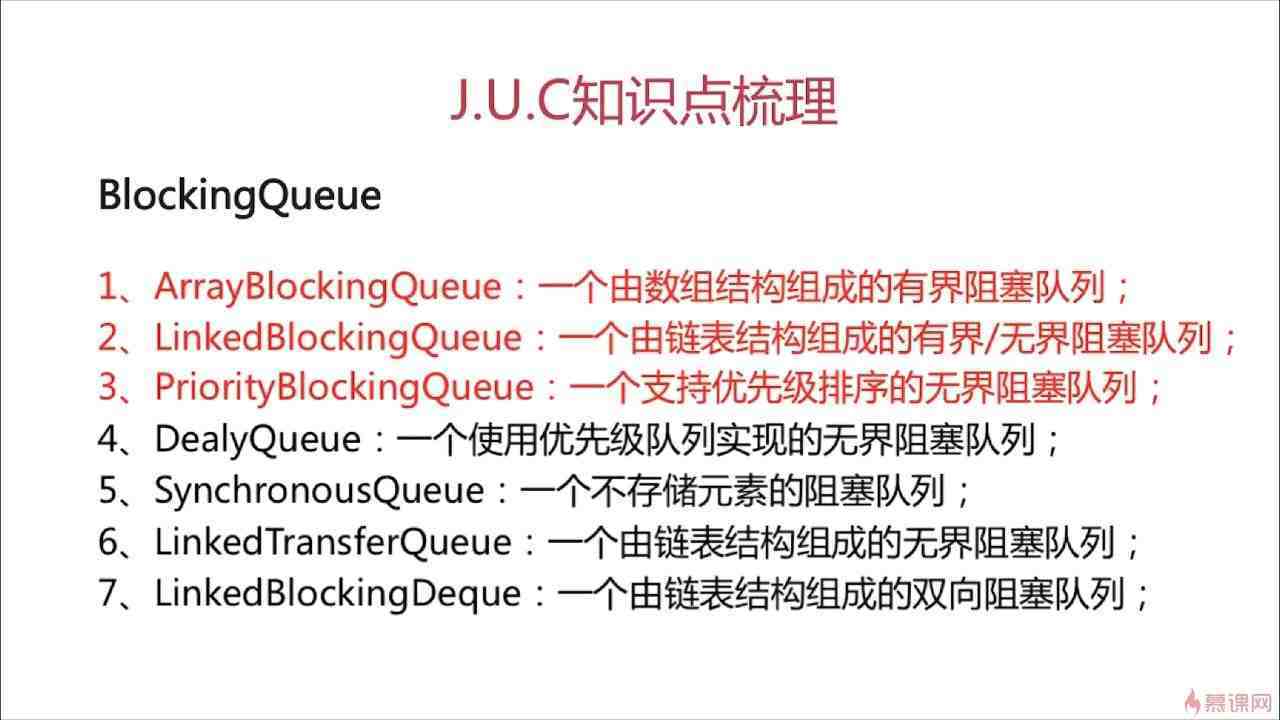 J.U.C知识点梳理
BlockingQueue
1、ArrayBlockingQueue：一个由数组结构组成的有界阻塞队列；
2、LinkedBlockingQueue：一个由链表结构组成的有界/无界阻塞队列；
3、PriorityBlockingQueue：一个支持优先级排序的无界阻塞队列；
4、DealyQueue：一个使用优先级队列实现的无界阻塞队列；
5、SynchronousQueue：一个不存储元素的阻塞队列；
6、LinkedTransferQueue：一个由链表结构组成的无界阻塞队列；
7、LinkedBlockingDeque：一个由链表结构组成的双向阻塞队列；
慕课网